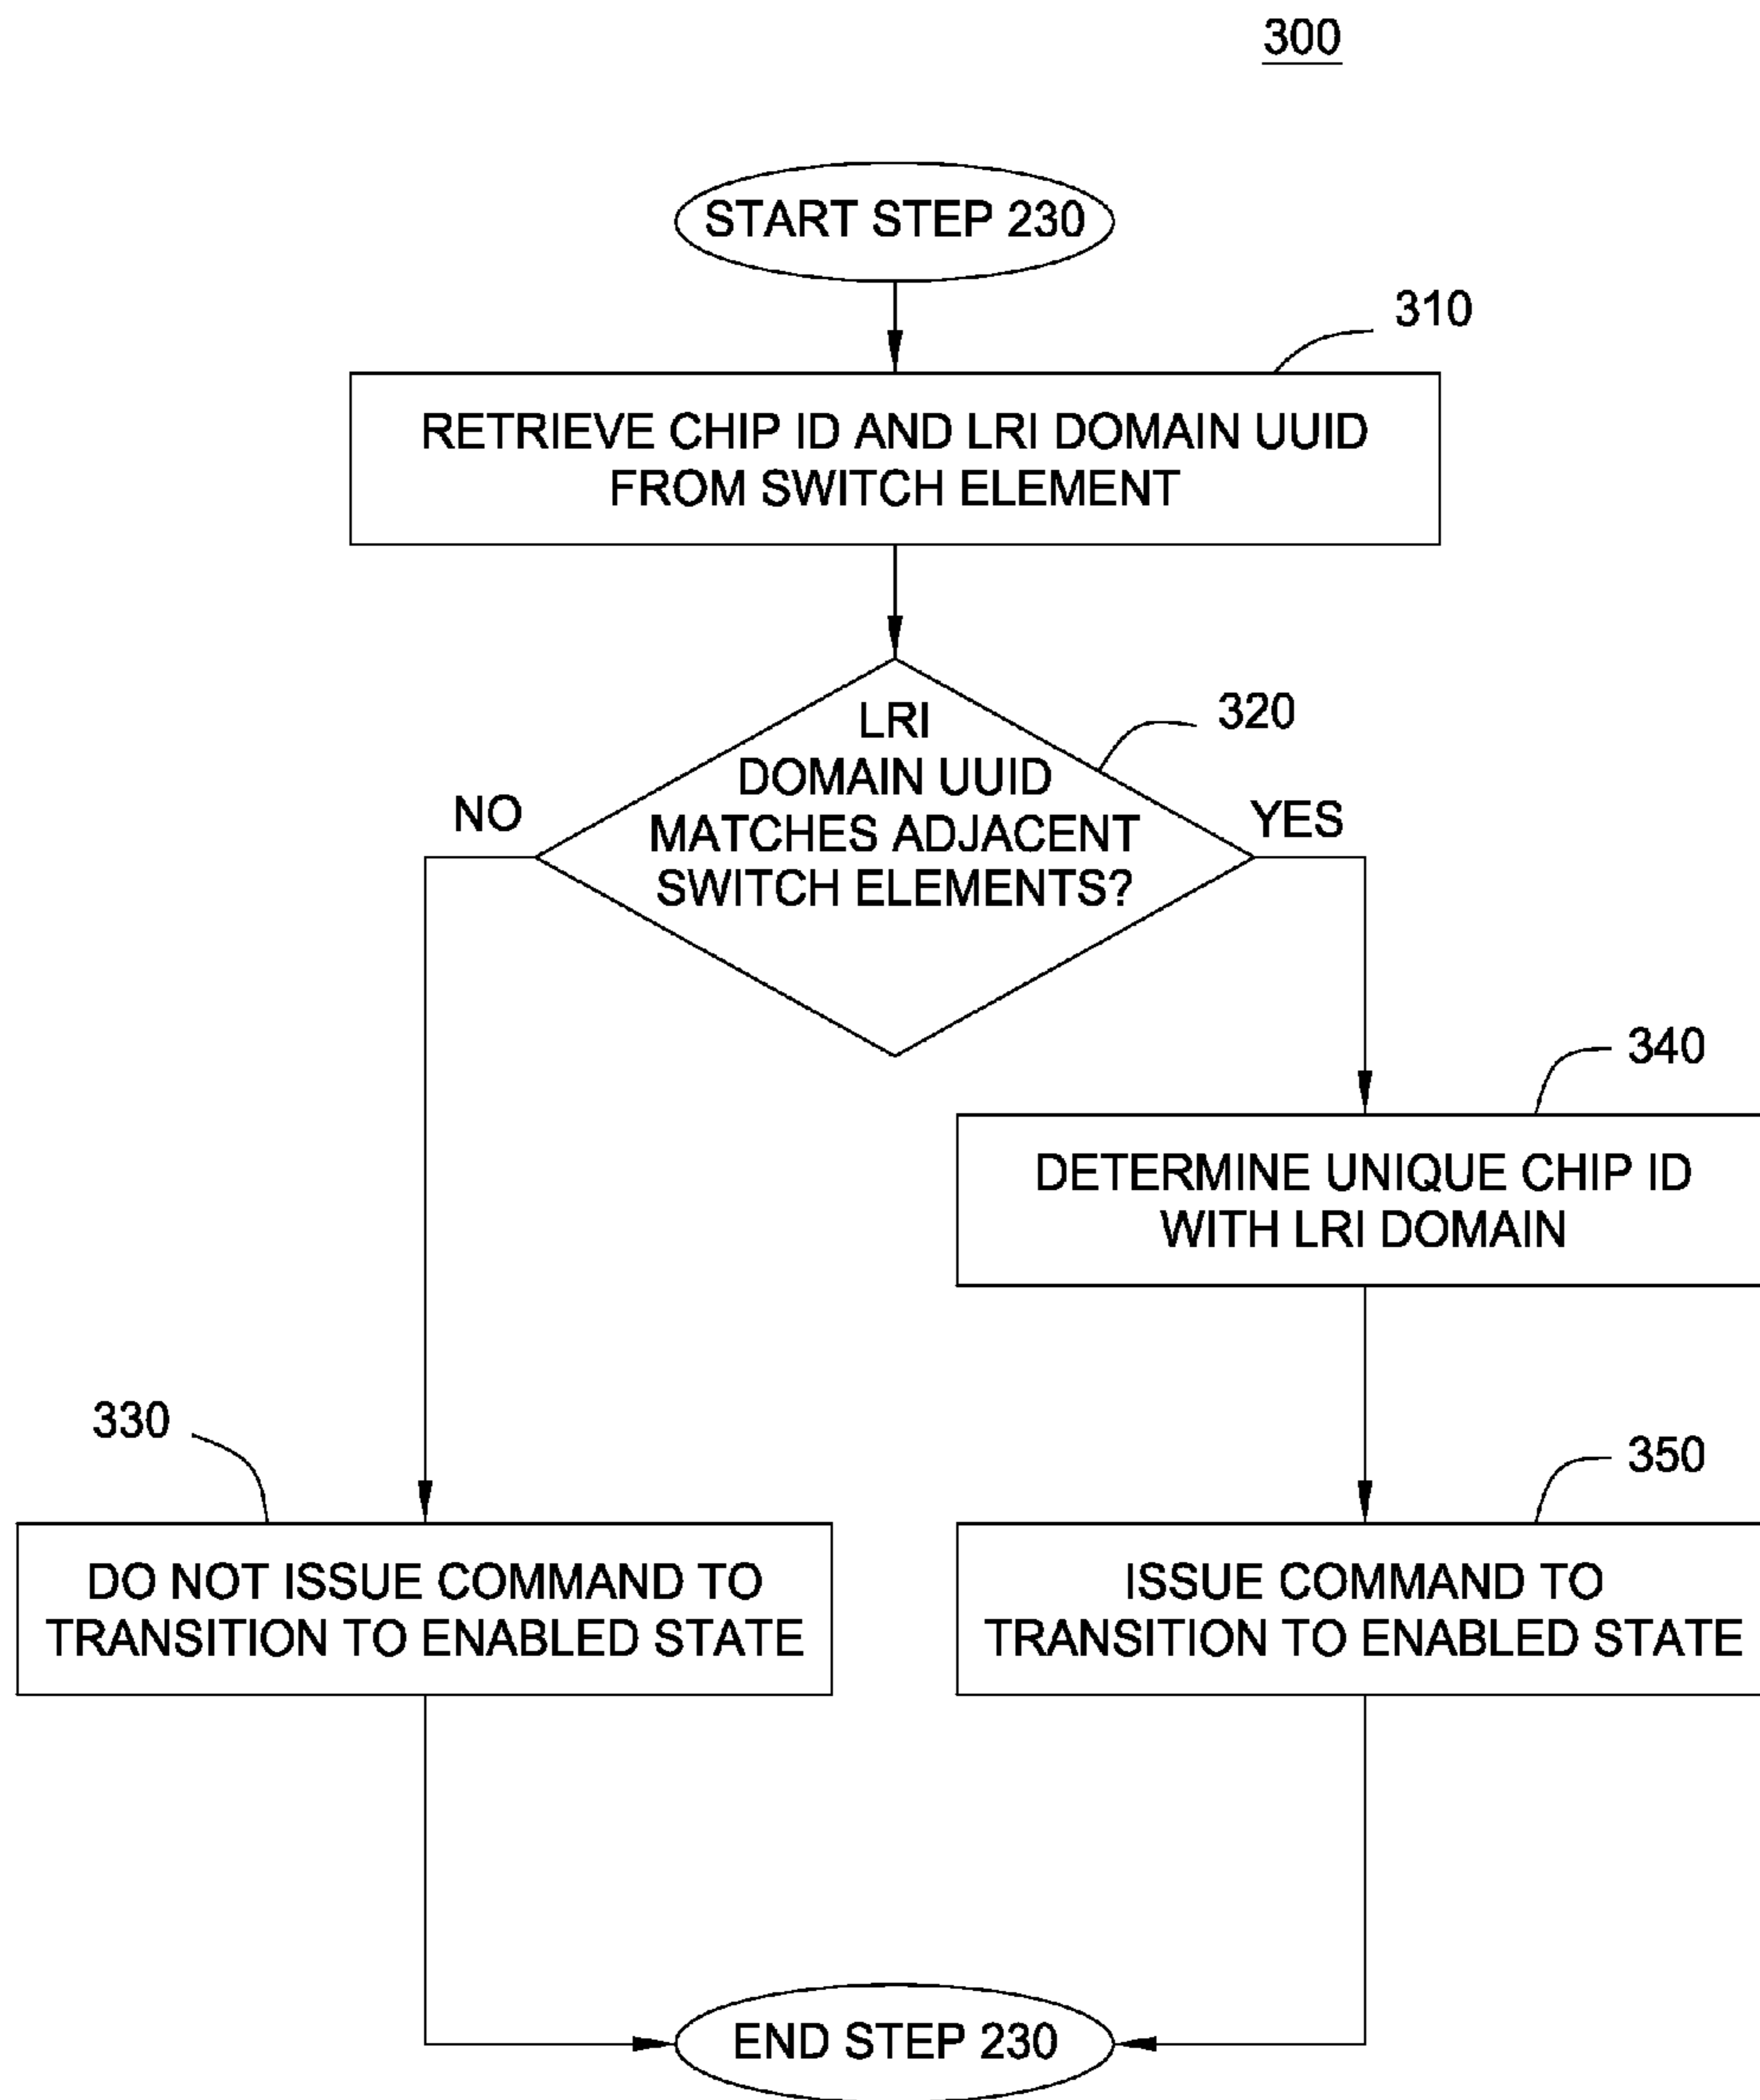 300
START STEP 230
310
RETRIEVE CHIP ID AND LRI DOMAIN UUID
FROM SWITCH ELEMENT
320
LRI
DOMAIN UUID
MATCHES ADJACENT
SWITCH ELEMENTS?
NO
YES
340
DETERMINE UNIQUE CHIP ID
WITH LRI DOMAIN
330
350
DO NOT ISSUE COMMAND TO
TRANSITION TO ENABLED STATE
ISSUE COMMAND TO
TRANSITION TO ENABLED STATE
END STEP 230